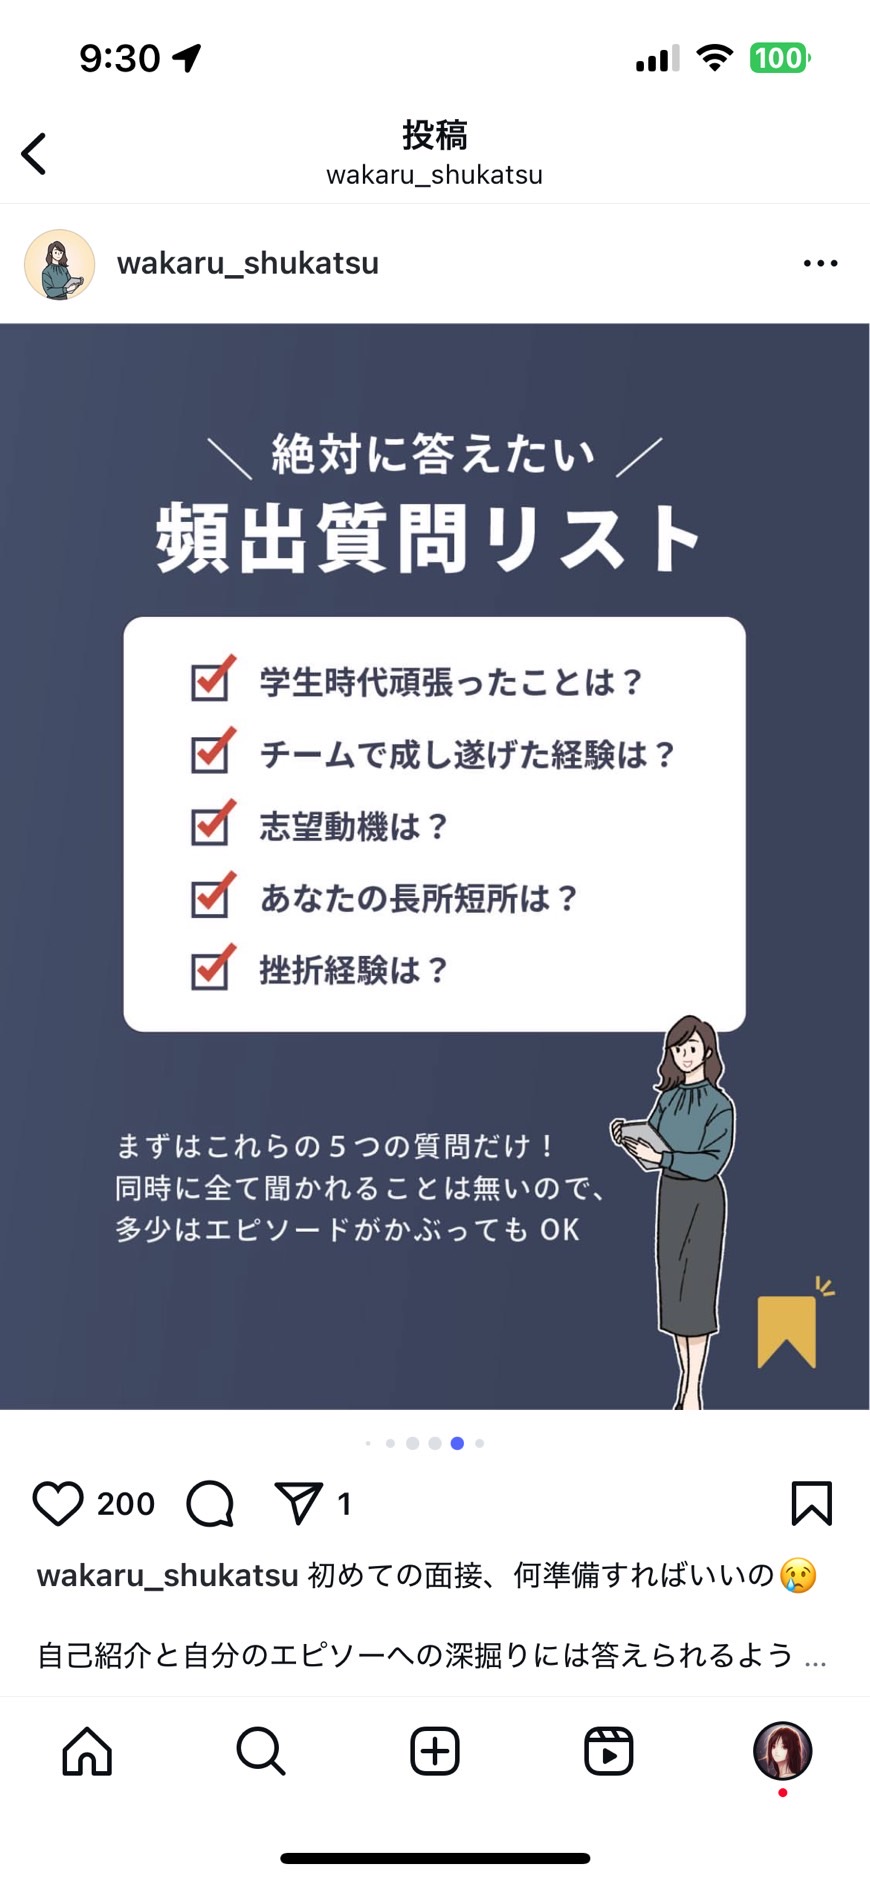 9:30
100
投稿
wakaru_shukatsu
wakaru_shukatsu
絶対に答えたい
頻出質問リスト
学生時代頑張ったことは？
チームで成し遂げた経験は？
志望動機は？
あなたの長所短所は？
挫折経験は？
まずはこれらの５つの質問だけ！
同時に全て聞かれることは無いので、
多少はエピソードがかぶっても OK
200
1
wakaru_shukatsu 初めての面接、何準備すればいいの😢
自己紹介と自分のエピソーへの深掘りには答えられるよう ...